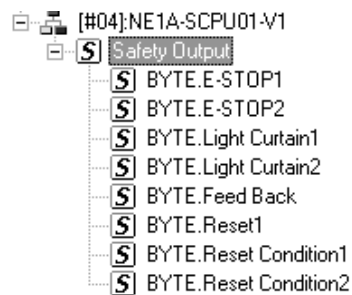 [#04]:NE1A-SCPU01-V1
S Safety Output
S BYTE.E-STOP1
S BYTE.E-STOP2
S BYTE.Light Curtain1
S BYTE.Light Curtain2
S BYTE.Feed Back
S BYTE.Reset1
S BYTE.Reset Condition1
S BYTE.Reset Condition2